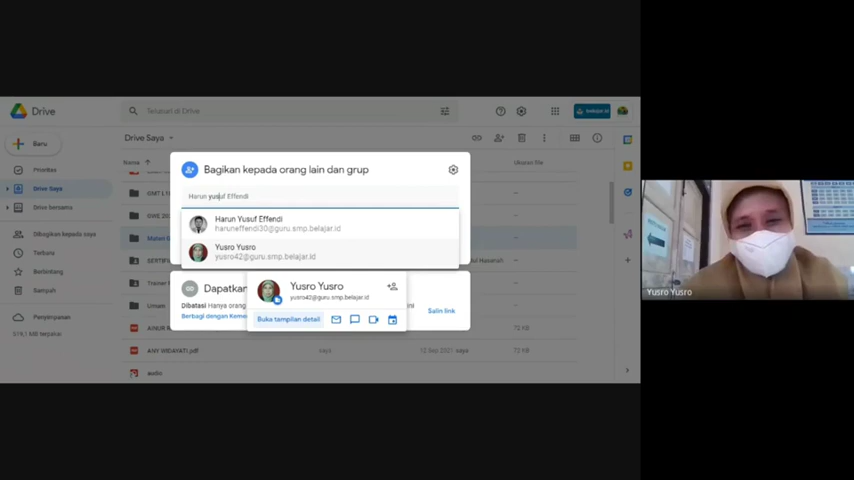 Drive
Telusuri di Drive
Baru
Drive Saya
Nama
Ukuran file
Prioritas
Drive Saya
Drive bersama
Dibagikan kepada saya
Terbaru
Berbintang
Sampah
Penyimpanan
Bagikan kepada orang lain dan grup
Harun yusuf Effendi
Harun Yusuf Effendi
haruneffendi30@guru.smp.belajar.id
Yusro Yusro
yusro42@guru.smp.belajar.id
Dapatkan
Dibatasi Hanya orang
Berbagi dengan Keme
Salin link
Yusro Yusro
yusro42@guru.smp.belajar.id
Buka tampilan detail
Umum
72 KB
ANY WIDAYATI.pdf
saya
12 Sep 2021 saya
72 KB
audio
Yusro Yusro